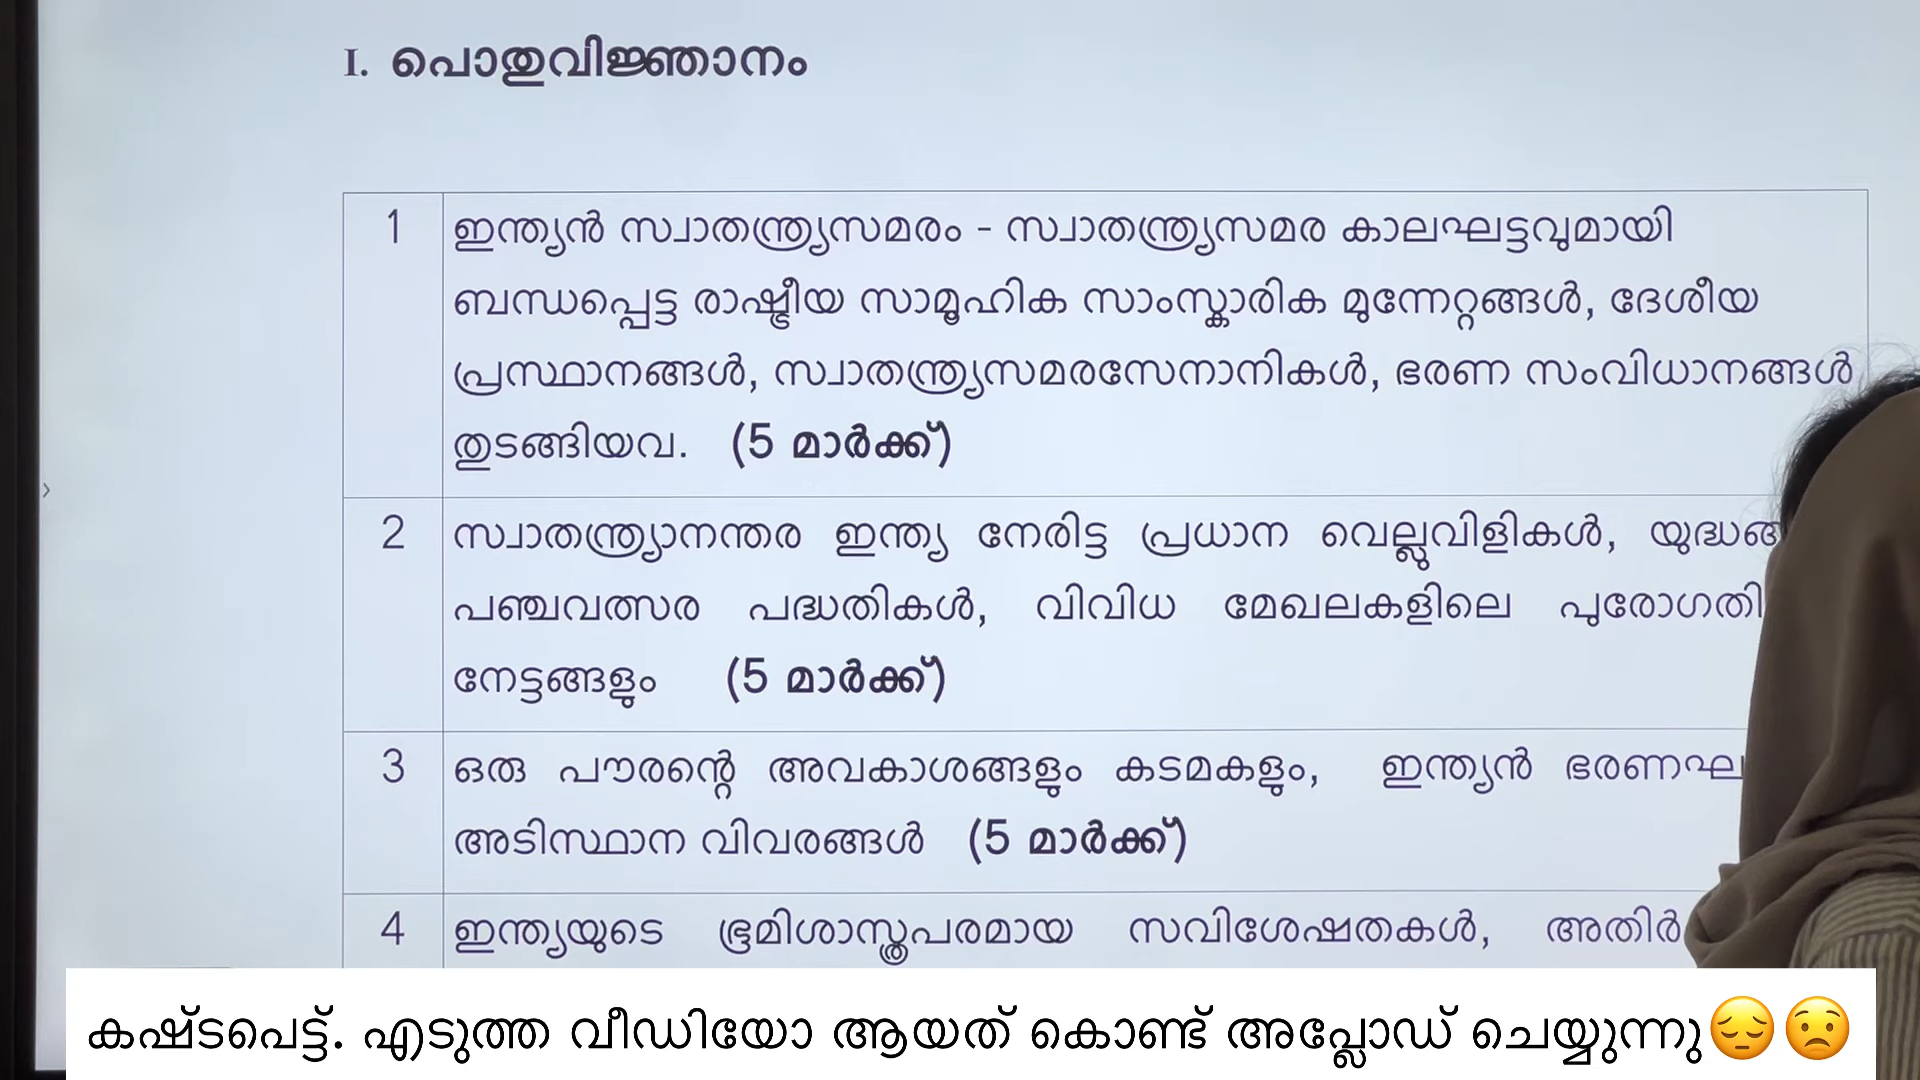 I. പൊതുവിജ്ഞാനം
1 ഇന്ത്യൻ സ്വാതന്ത്ര്യസമരം - സ്വാതന്ത്ര്യസമര കാലഘട്ടവുമായി
ബന്ധപ്പെട്ട രാഷ്ട്രീയ സാമൂഹിക സാംസ്കാരിക മുന്നേറ്റങ്ങൾ, ദേശീയ
പ്രസ്ഥാനങ്ങൾ, സ്വാതന്ത്ര്യസമരസേനാനികൾ, ഭരണ സംവിധാനങ്ങൾ
തുടങ്ങിയവ. (5 മാർക്ക്)
2 സ്വാതന്ത്ര്യാനന്തര ഇന്ത്യ നേരിട്ട പ്രധാന വെല്ലുവിളികൾ,
പഞ്ചവത്സര പദ്ധതികൾ, വിവിധ മേഖലകളിലെ പുരോഗതി
നേട്ടങ്ങളും (5 മാർക്ക്)
3 ഒരു പൗരന്റെ അവകാശങ്ങളും കടമകളും, ഇന്ത്യൻ
അടിസ്ഥാന വിവരങ്ങൾ (5 മാർക്ക്)
4 ഇന്ത്യയുടെ ഭൂമിശാസ്ത്രപരമായ സവിശേഷതകൾ,
കഷ്ടപെട്ട്. എടുത്ത വീഡിയോ ആയത് കൊണ്ട് അപ്ലോഡ് ചെയ്യുന്നു😔😟